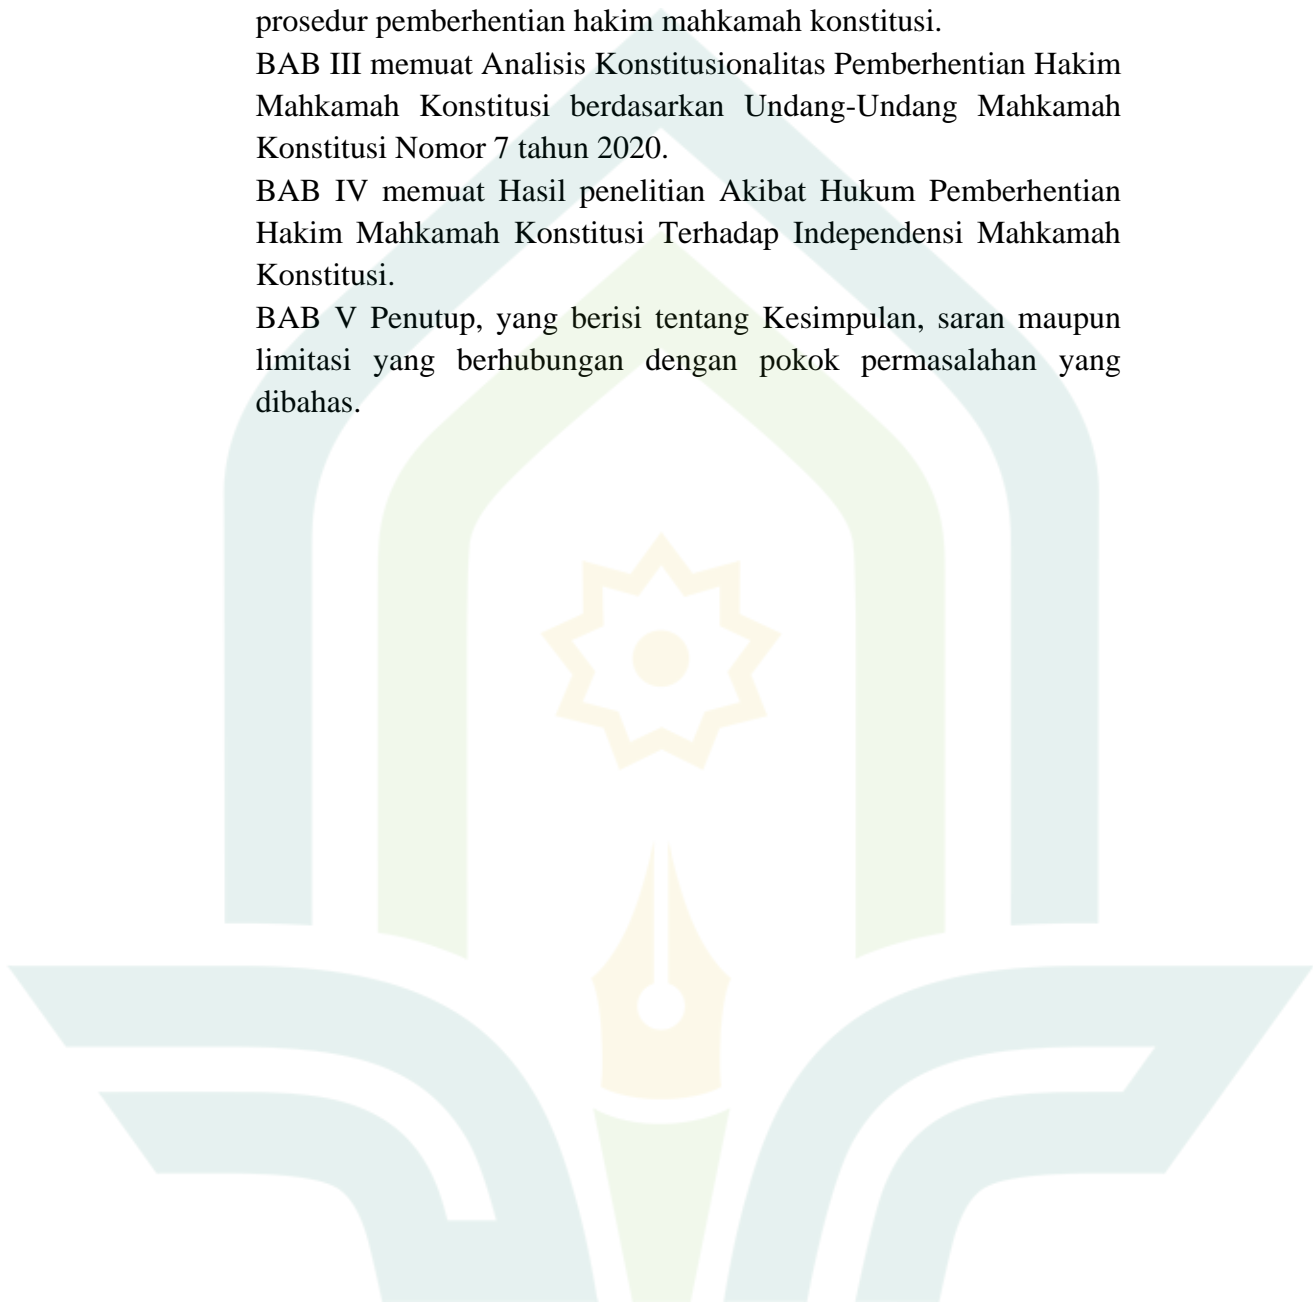 prosedur pemberhentian hakim mahkamah konstitusi.
BAB III memuat Analisis Konstitusionalitas Pemberhentian Hakim
Mahkamah Konstitusi berdasarkan Undang-Undang Mahkamah
Konstitusi Nomor 7 tahun 2020.
BAB IV memuat Hasil penelitian Akibat Hukum Pemberhentian
Hakim Mahkamah Konstitusi Terhadap Independensi Mahkamah
Konstitusi.
BAB V Penutup, yang berisi tentang Kesimpulan, saran maupun
limitasi yang berhubungan dengan pokok permasalahan yang
dibahas.